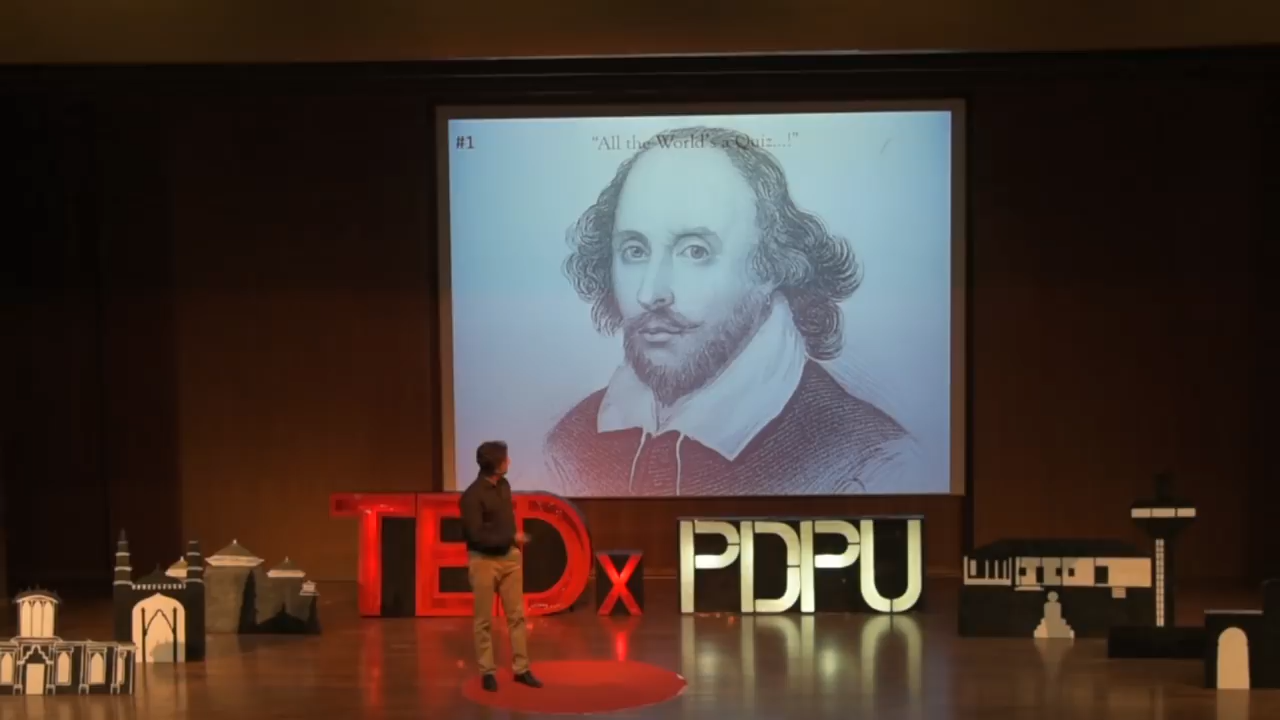 #1
“All the World's a Quiz...!”
TEDx
PDPU